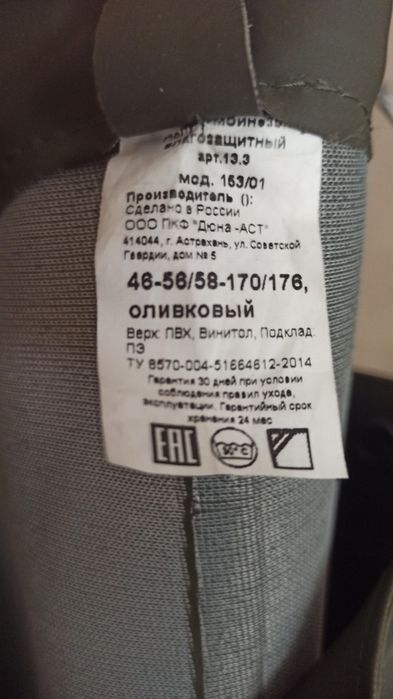 влагозащитный
арт.13.3
мод. 153/01
Производитель ():
Сделано в России
ООО ПКФ "Дюна -АСТ"
414044, г. Астрахань, ул. Советской
Гвардии, дом № 5
46-56/58-170/176,
оливковый
Верх: ПВХ, Винитол, Подклад:
ПЭ
ТУ 8570-004-51664612-2014
Гарантия 30 дней при условии
соблюдения правил ухода,
эксплуатации. Гарантийный срок
хранения 24 мес
ЕАС